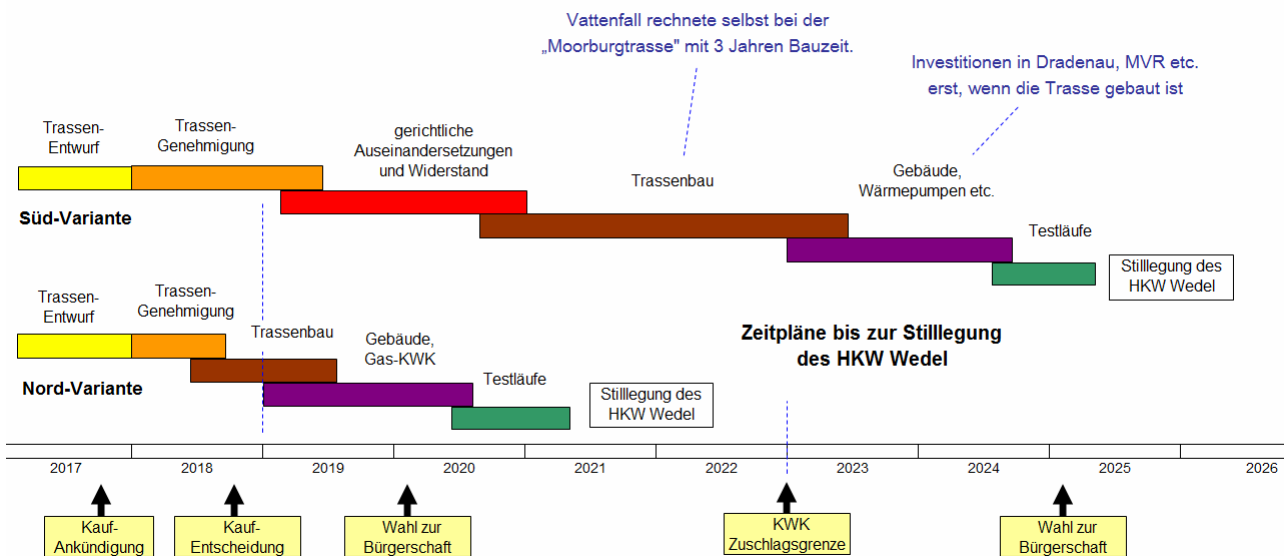 Vattenfall rechnete selbst bei der
„Moorburgtrasse" mit 3 Jahren Bauzeit.
Investitionen in Dradenau, MVR etc.
erst, wenn die Trasse gebaut ist
Trassen-
Entwurf
Trassen-
Genehmigung
gerichtliche
Auseinandersetzungen
und Widerstand
Trassenbau
Gebäude,
Wärmepumpen etc.
Testläufe
Süd-Variante
Stilllegung des
HKW Wedel
Trassen-
Entwurf
Trassen-
Genehmigung
Trassenbau
Gebäude,
Gas-KWK
Testläufe
Nord-Variante
Stilllegung des
HKW Wedel
Zeitpläne bis zur Stilllegung
des HKW Wedel
2017 2018 2019 2020 2021 2022 2023 2024 2025 2026
Kauf-
Ankündigung
Kauf-
Entscheidung
Wahl zur
Bürgerschaft
KWK
Zuschlagsgrenze
Wahl zur
Bürgerschaft